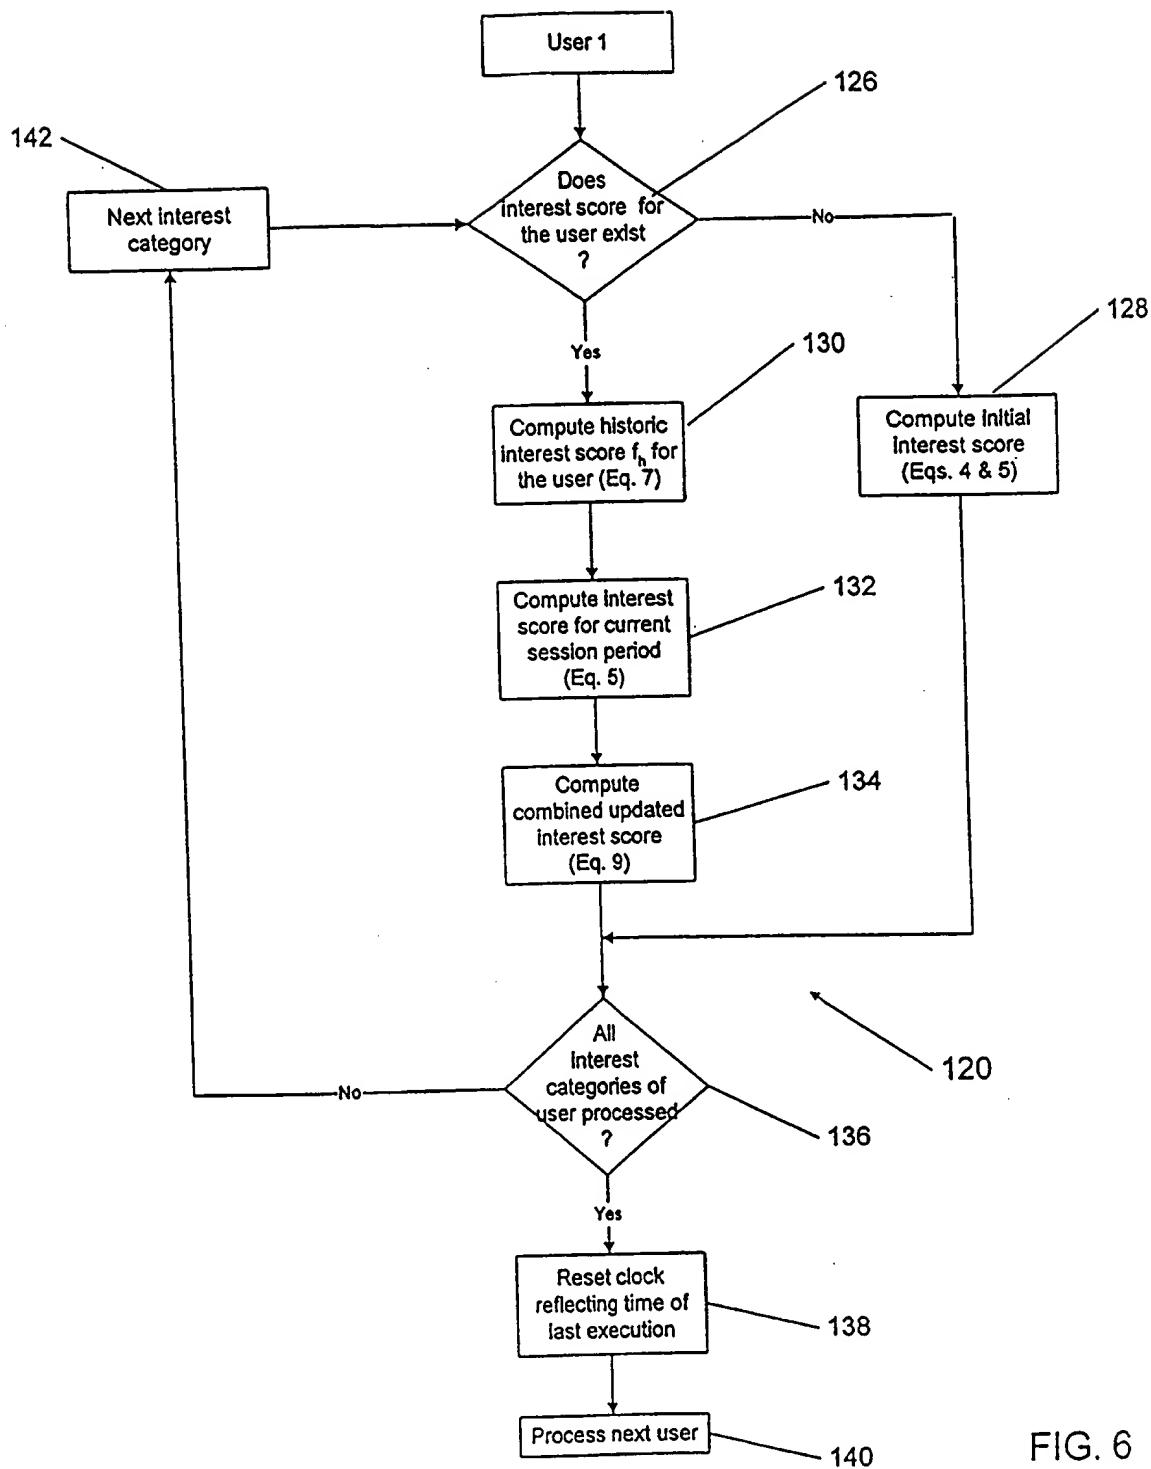 User 1
126
142
Does
interest score for
the user exist
?
No
Next interest
category
128
Yes
130
Compute historic
interest score fh for
the user (Eq. 7)
Compute initial
interest score
(Eqs. 4 & 5)
132
Compute interest
score for current
session period
(Eq. 5)
134
Compute
combined updated
interest score
(Eq. 9)
All
interest
categories of
user processed
?
120
No
136
Yes
Reset clock
reflecting time of
last execution
138
Process next user
140
FIG. 6